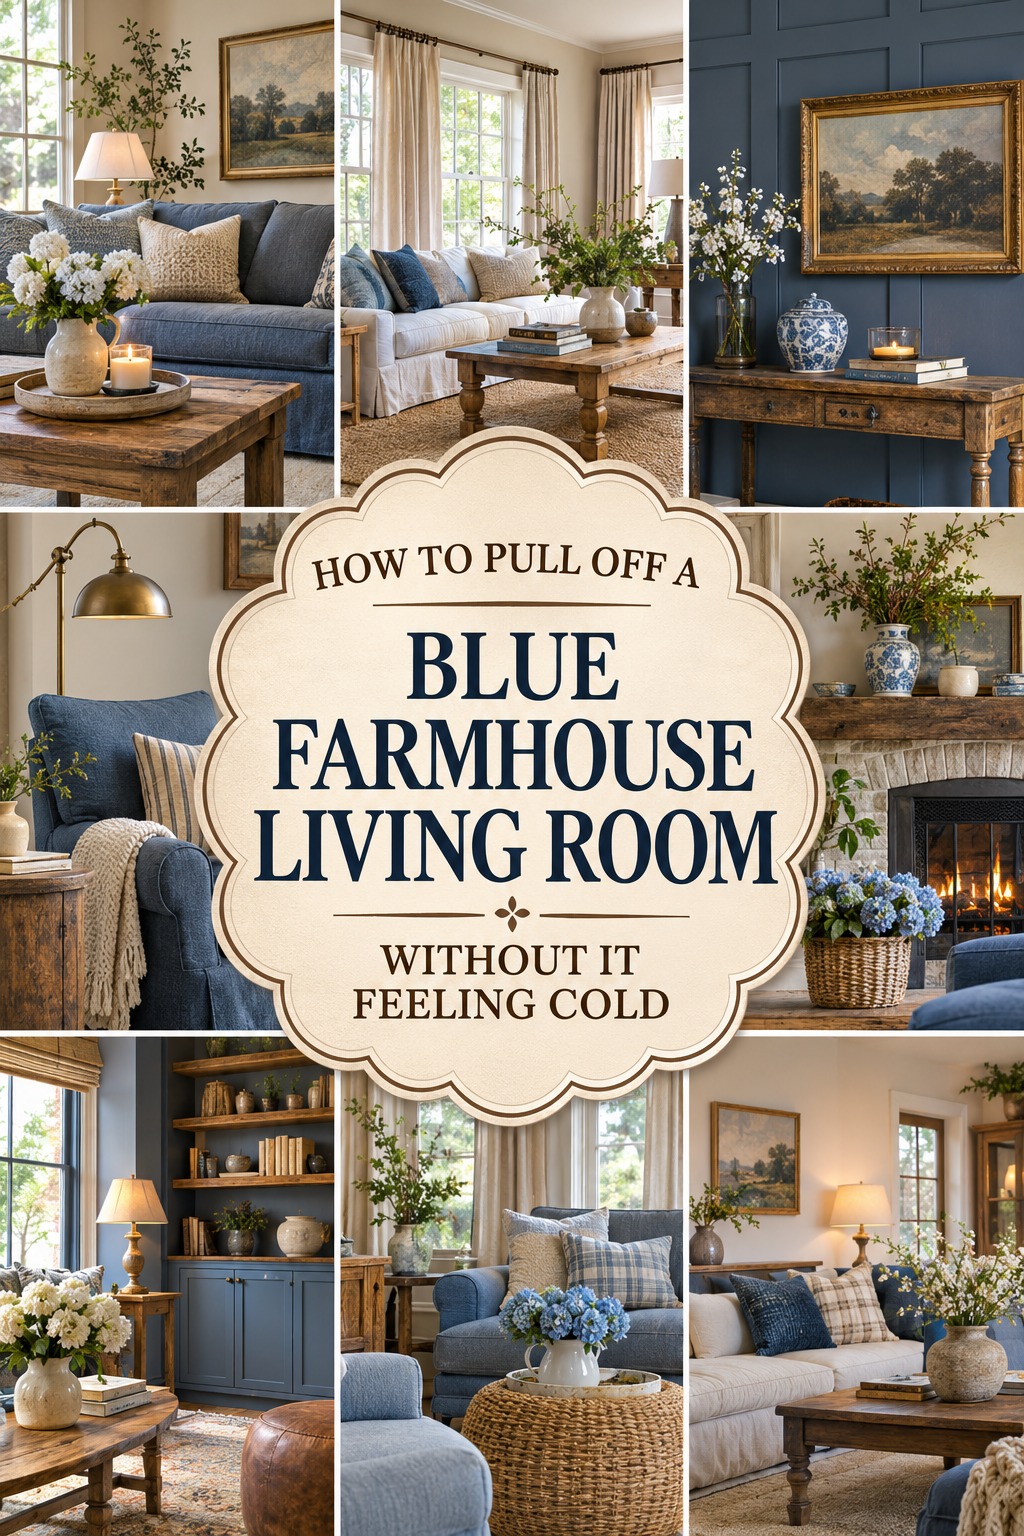 HOW TO PULL OFF A
BLUE
FARMHOUSE
LIVING ROOM
WITHOUT IT
FEELING COLD